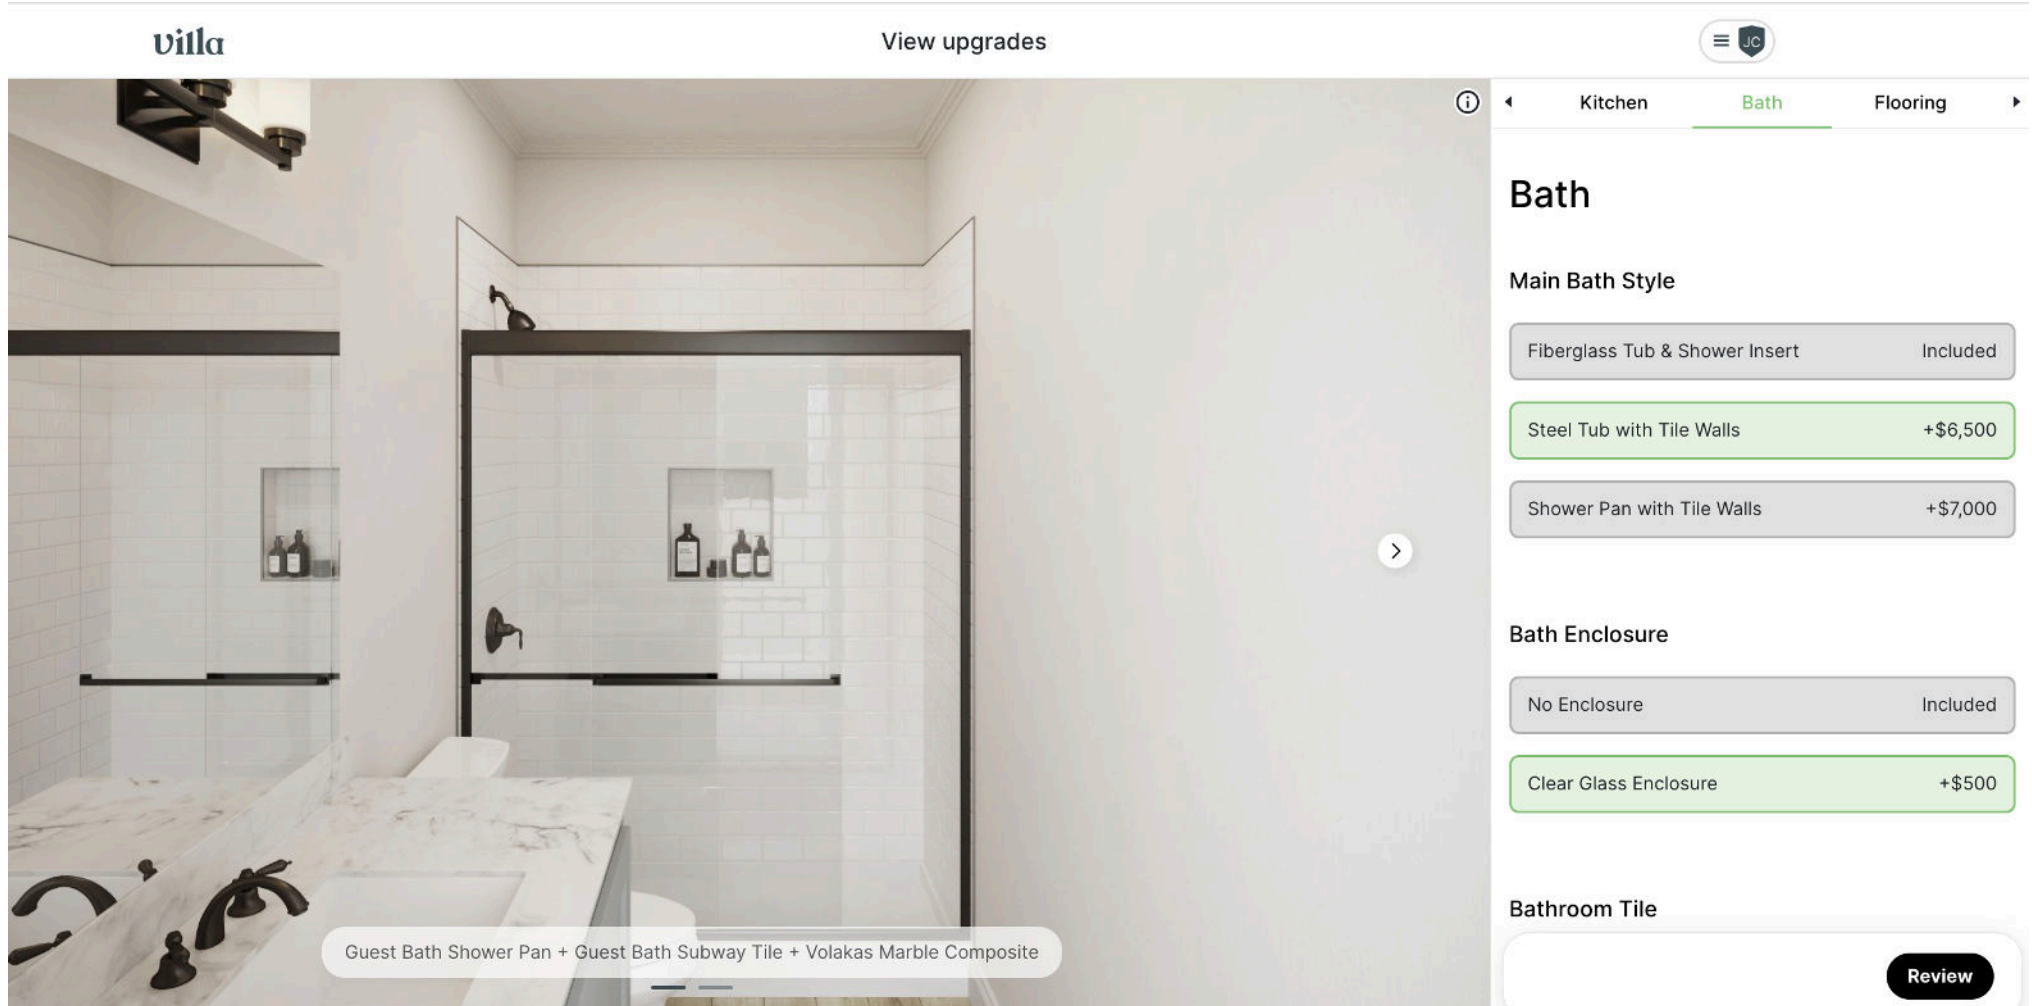 villa
View upgrades
JC
Kitchen Bath Flooring
Bath
Main Bath Style
Fiberglass Tub & Shower Insert Included
Steel Tub with Tile Walls +$6,500
Shower Pan with Tile Walls +$7,000
Bath Enclosure
No Enclosure Included
Clear Glass Enclosure +$500
Bathroom Tile
Guest Bath Shower Pan + Guest Bath Subway Tile + Volakas Marble Composite
Review